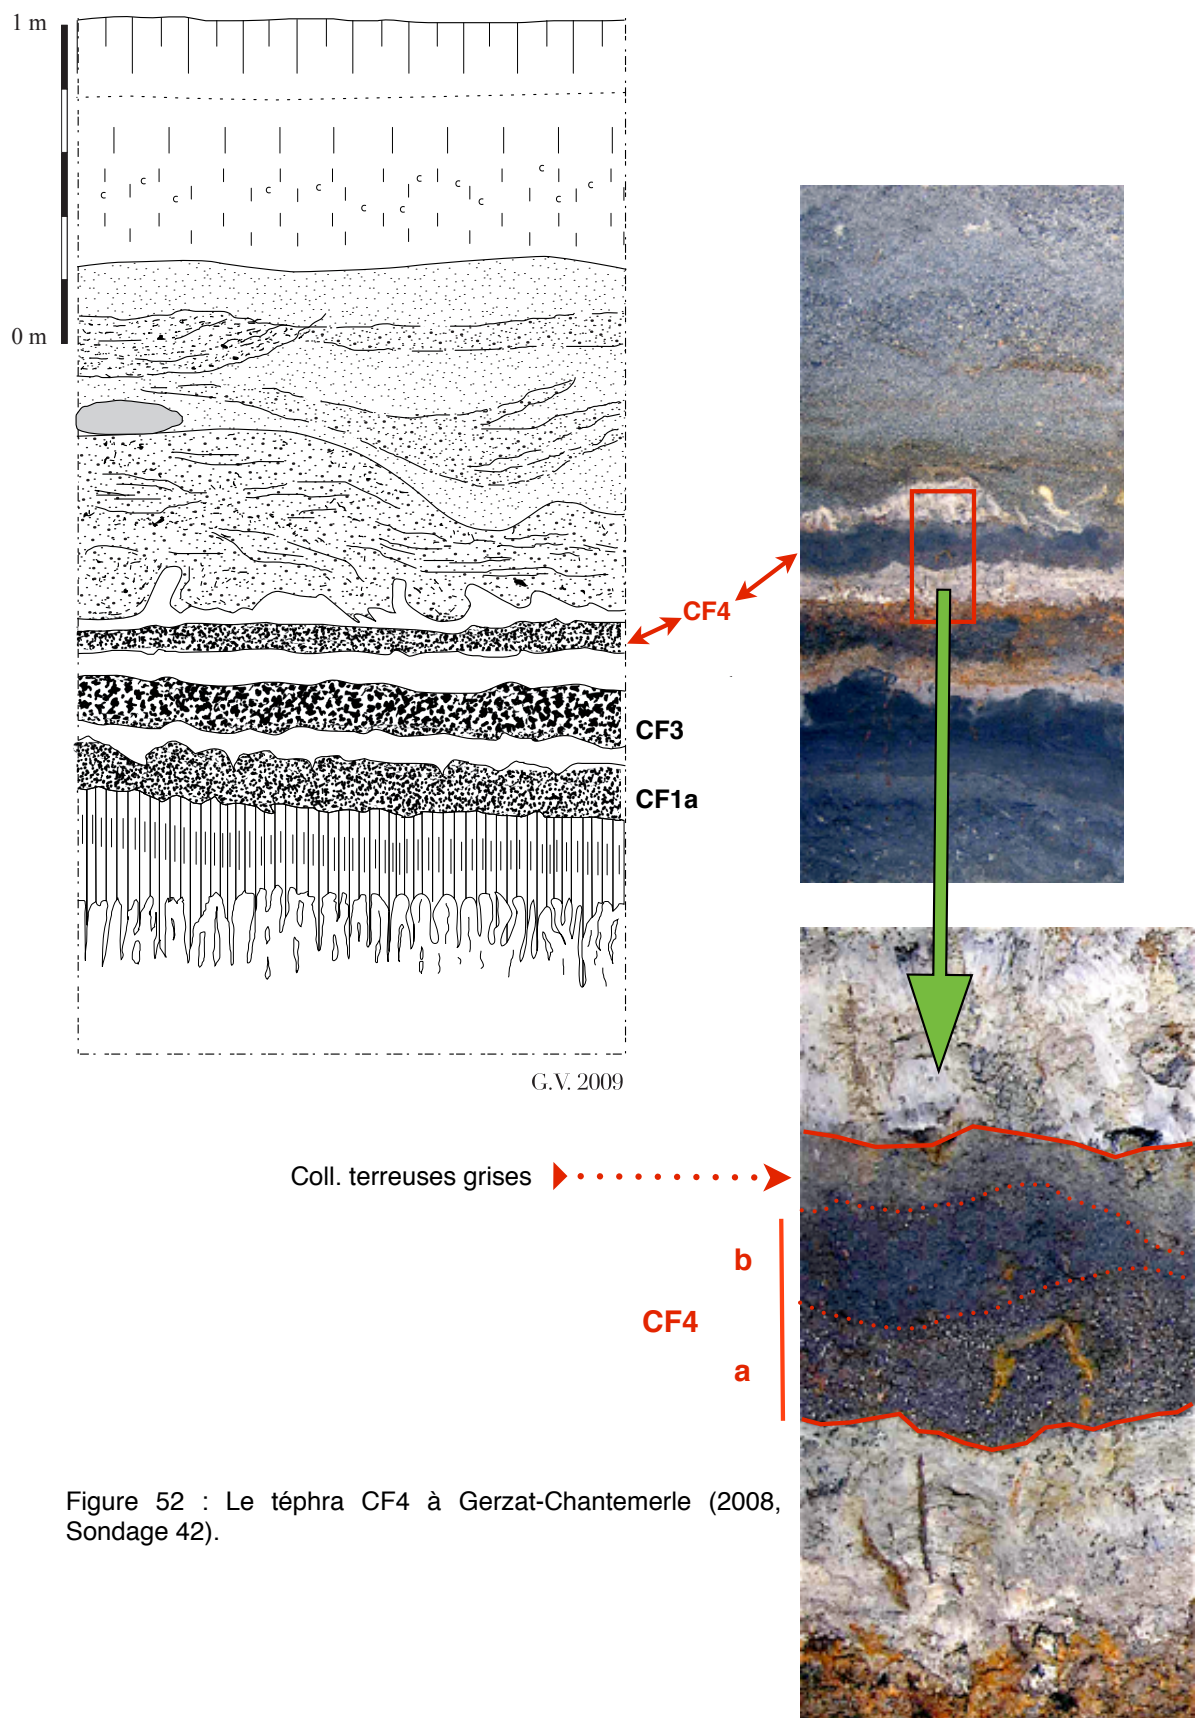 1 m
0 m
CF4
CF3
CF1a
G.V. 2009
Coll. terreuses grises
b
CF4
a
Figure 52 : Le téphra CF4 à Gerzat-Chantemerle (2008,
Sondage 42).